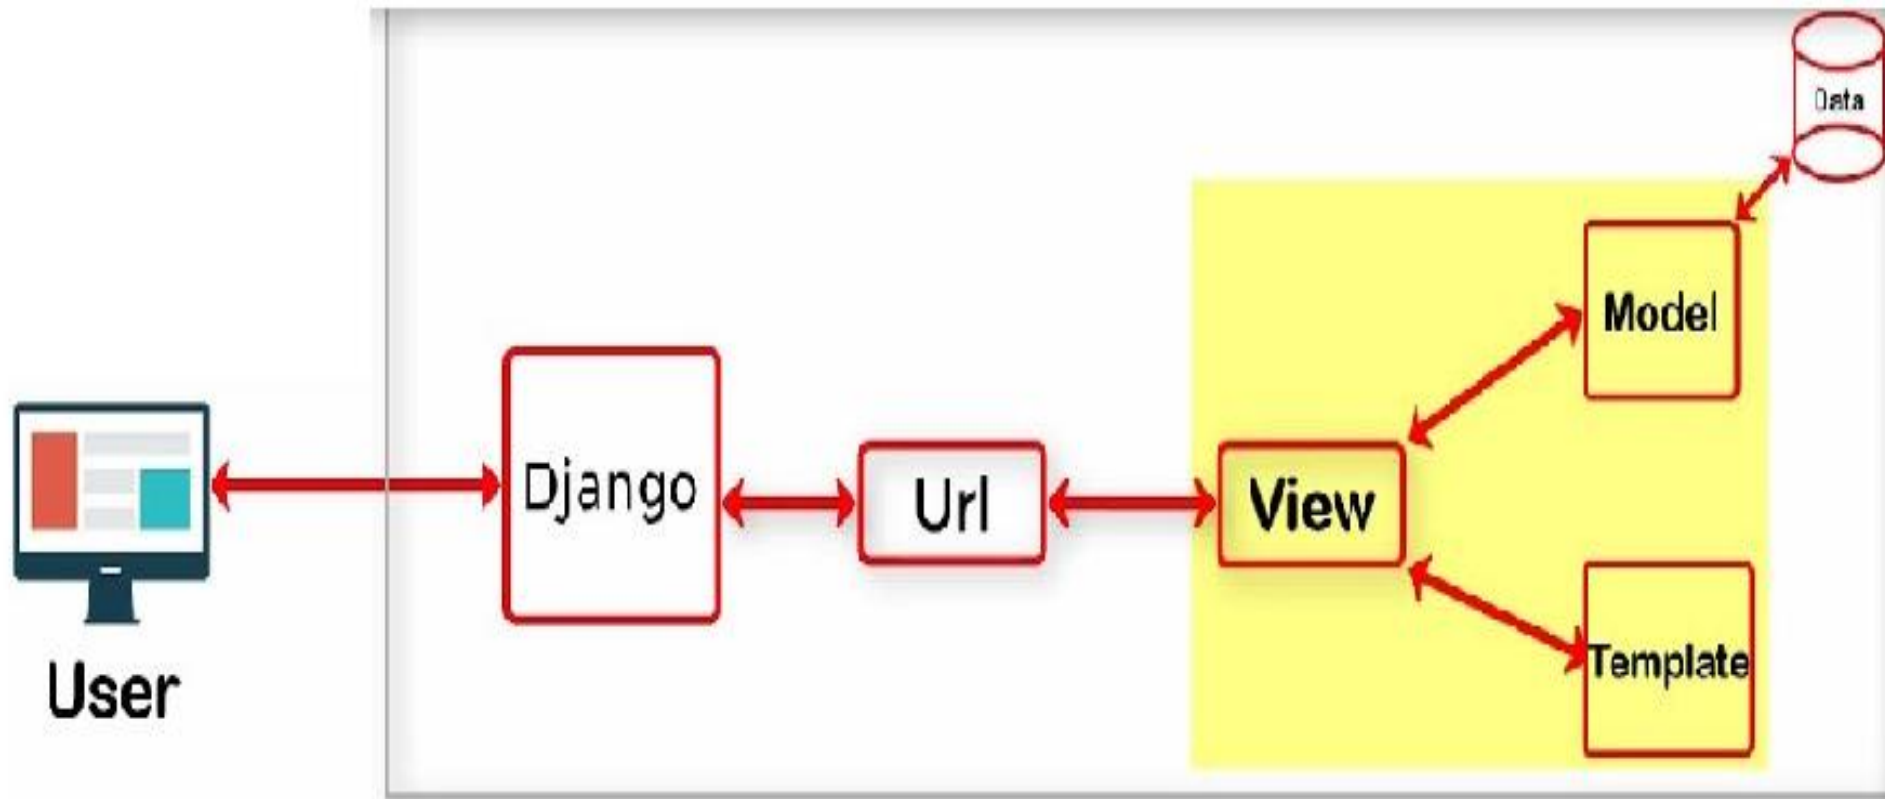 Data
Model
Django
Url
View
Template
User